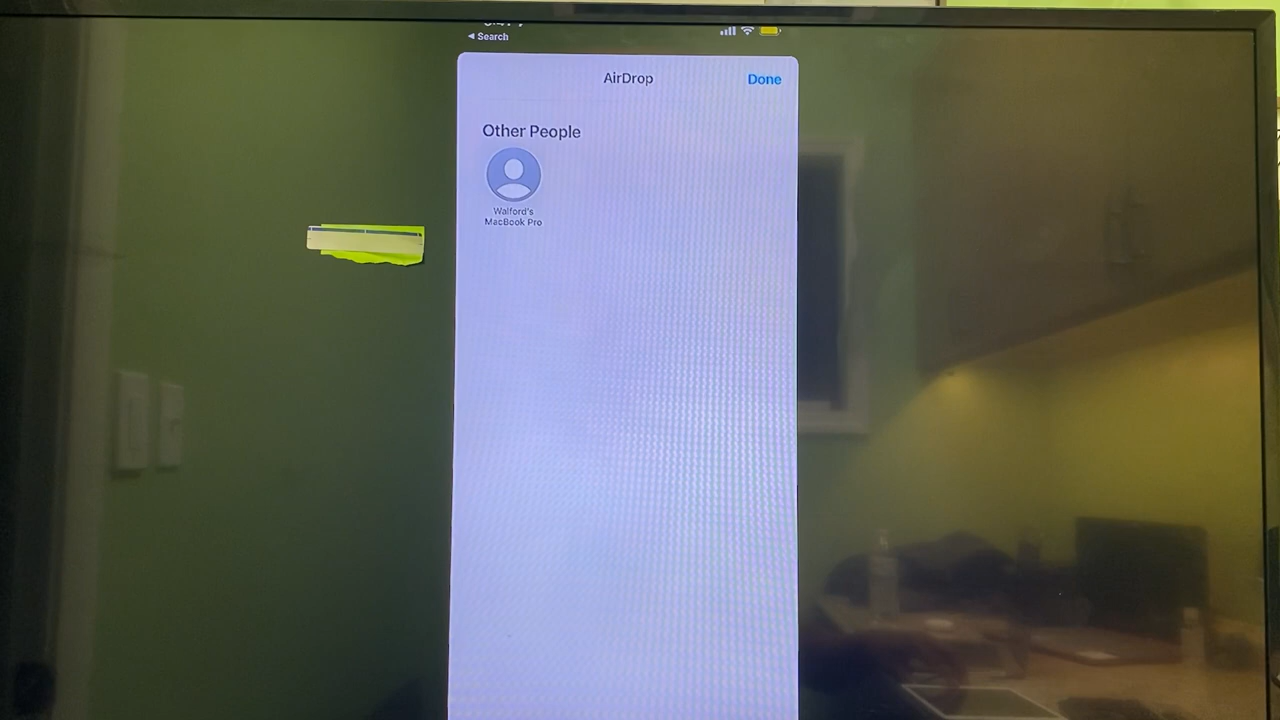 ◀ Search
AirDrop
Done
Other People
Walford's
MacBook Pro